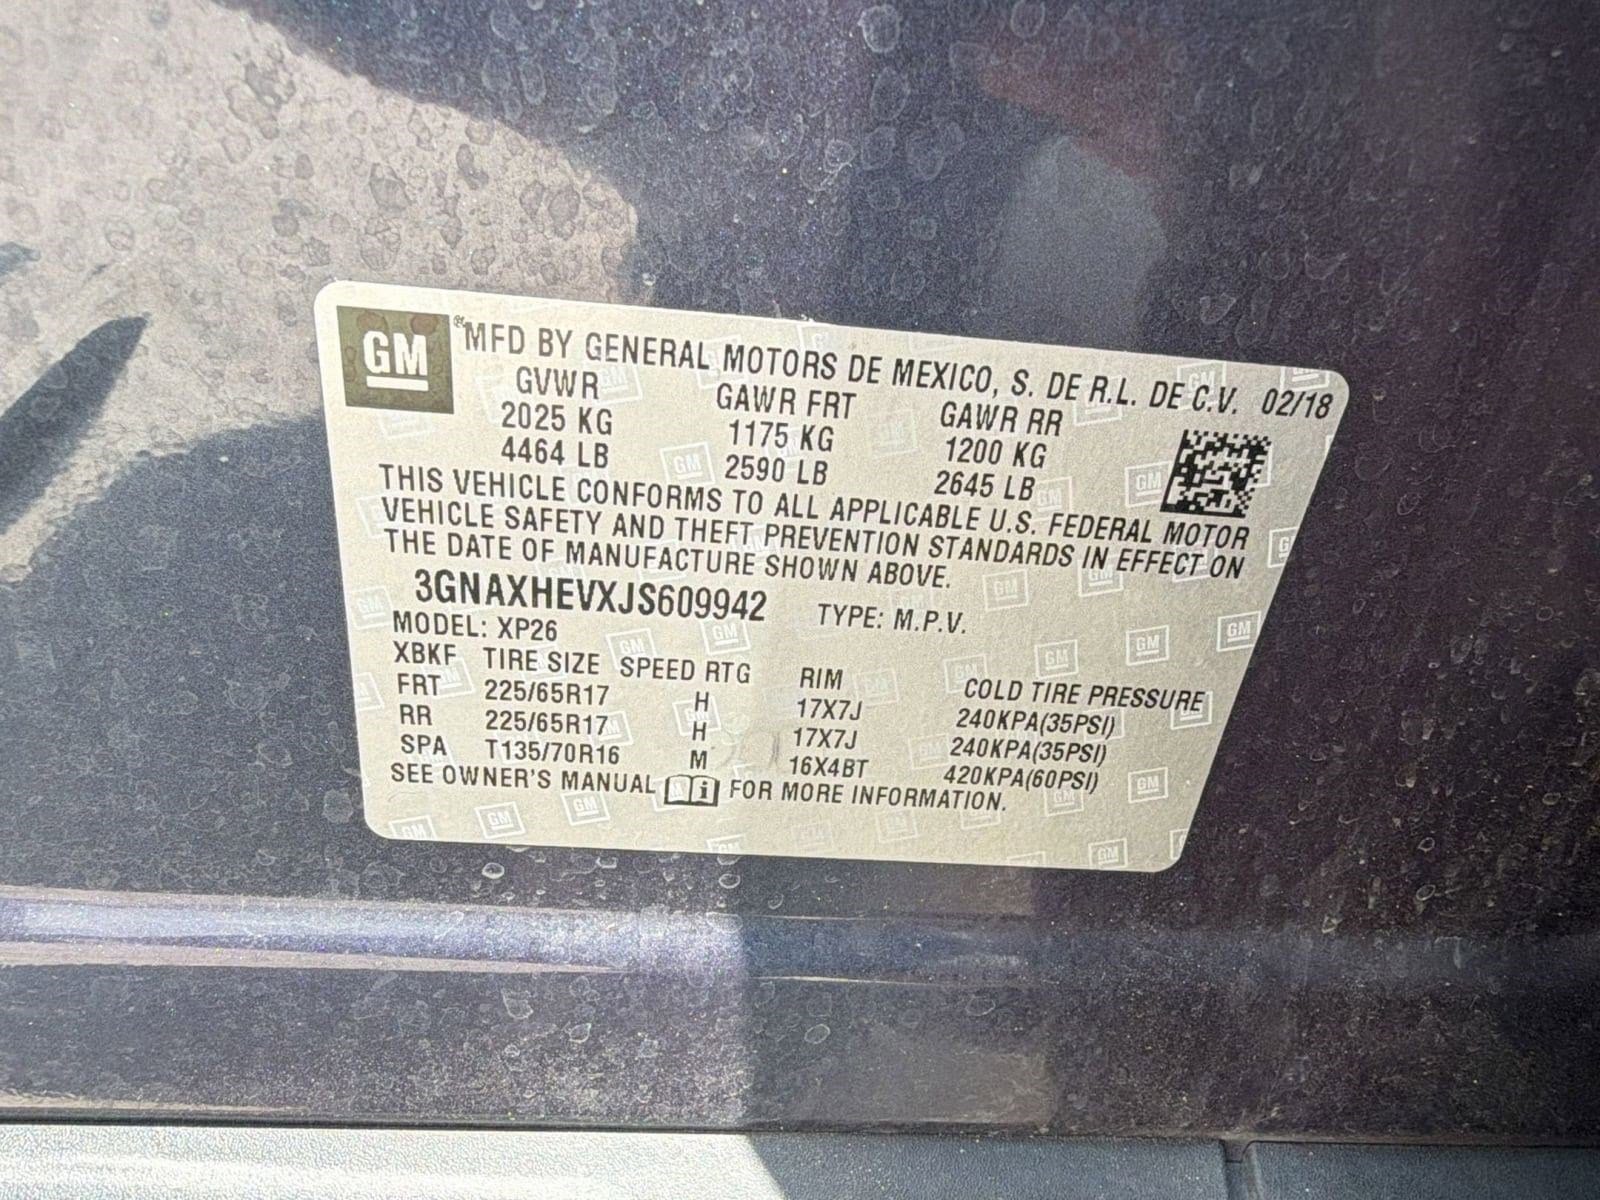 GM ® MFD BY GENERAL MOTORS DE MEXICO, S. DE R.L. DE C.V. 02/18
GVWR GAWR FRT GAWR RR
2025 KG 1175 KG 1200 KG
4464 LB 2590 LB 2645 LB
THIS VEHICLE CONFORMS TO ALL APPLICABLE U.S. FEDERAL MOTOR
VEHICLE SAFETY AND THEFT PREVENTION STANDARDS IN EFFECT ON
THE DATE OF MANUFACTURE SHOWN ABOVE.
3GNAXHEVXJS609942 TYPE: M.P.V.
MODEL: XP26
XBKF TIRE SIZE SPEED RTG RIM COLD TIRE PRESSURE
FRT 225/65R17 H 17X7J 240KPA(35PSI)
RR 225/65R17 H 17X7J 240KPA(35PSI)
SPA T135/70R16 M 16X4BT 420KPA(60PSI)
SEE OWNER'S MANUAL i FOR MORE INFORMATION.